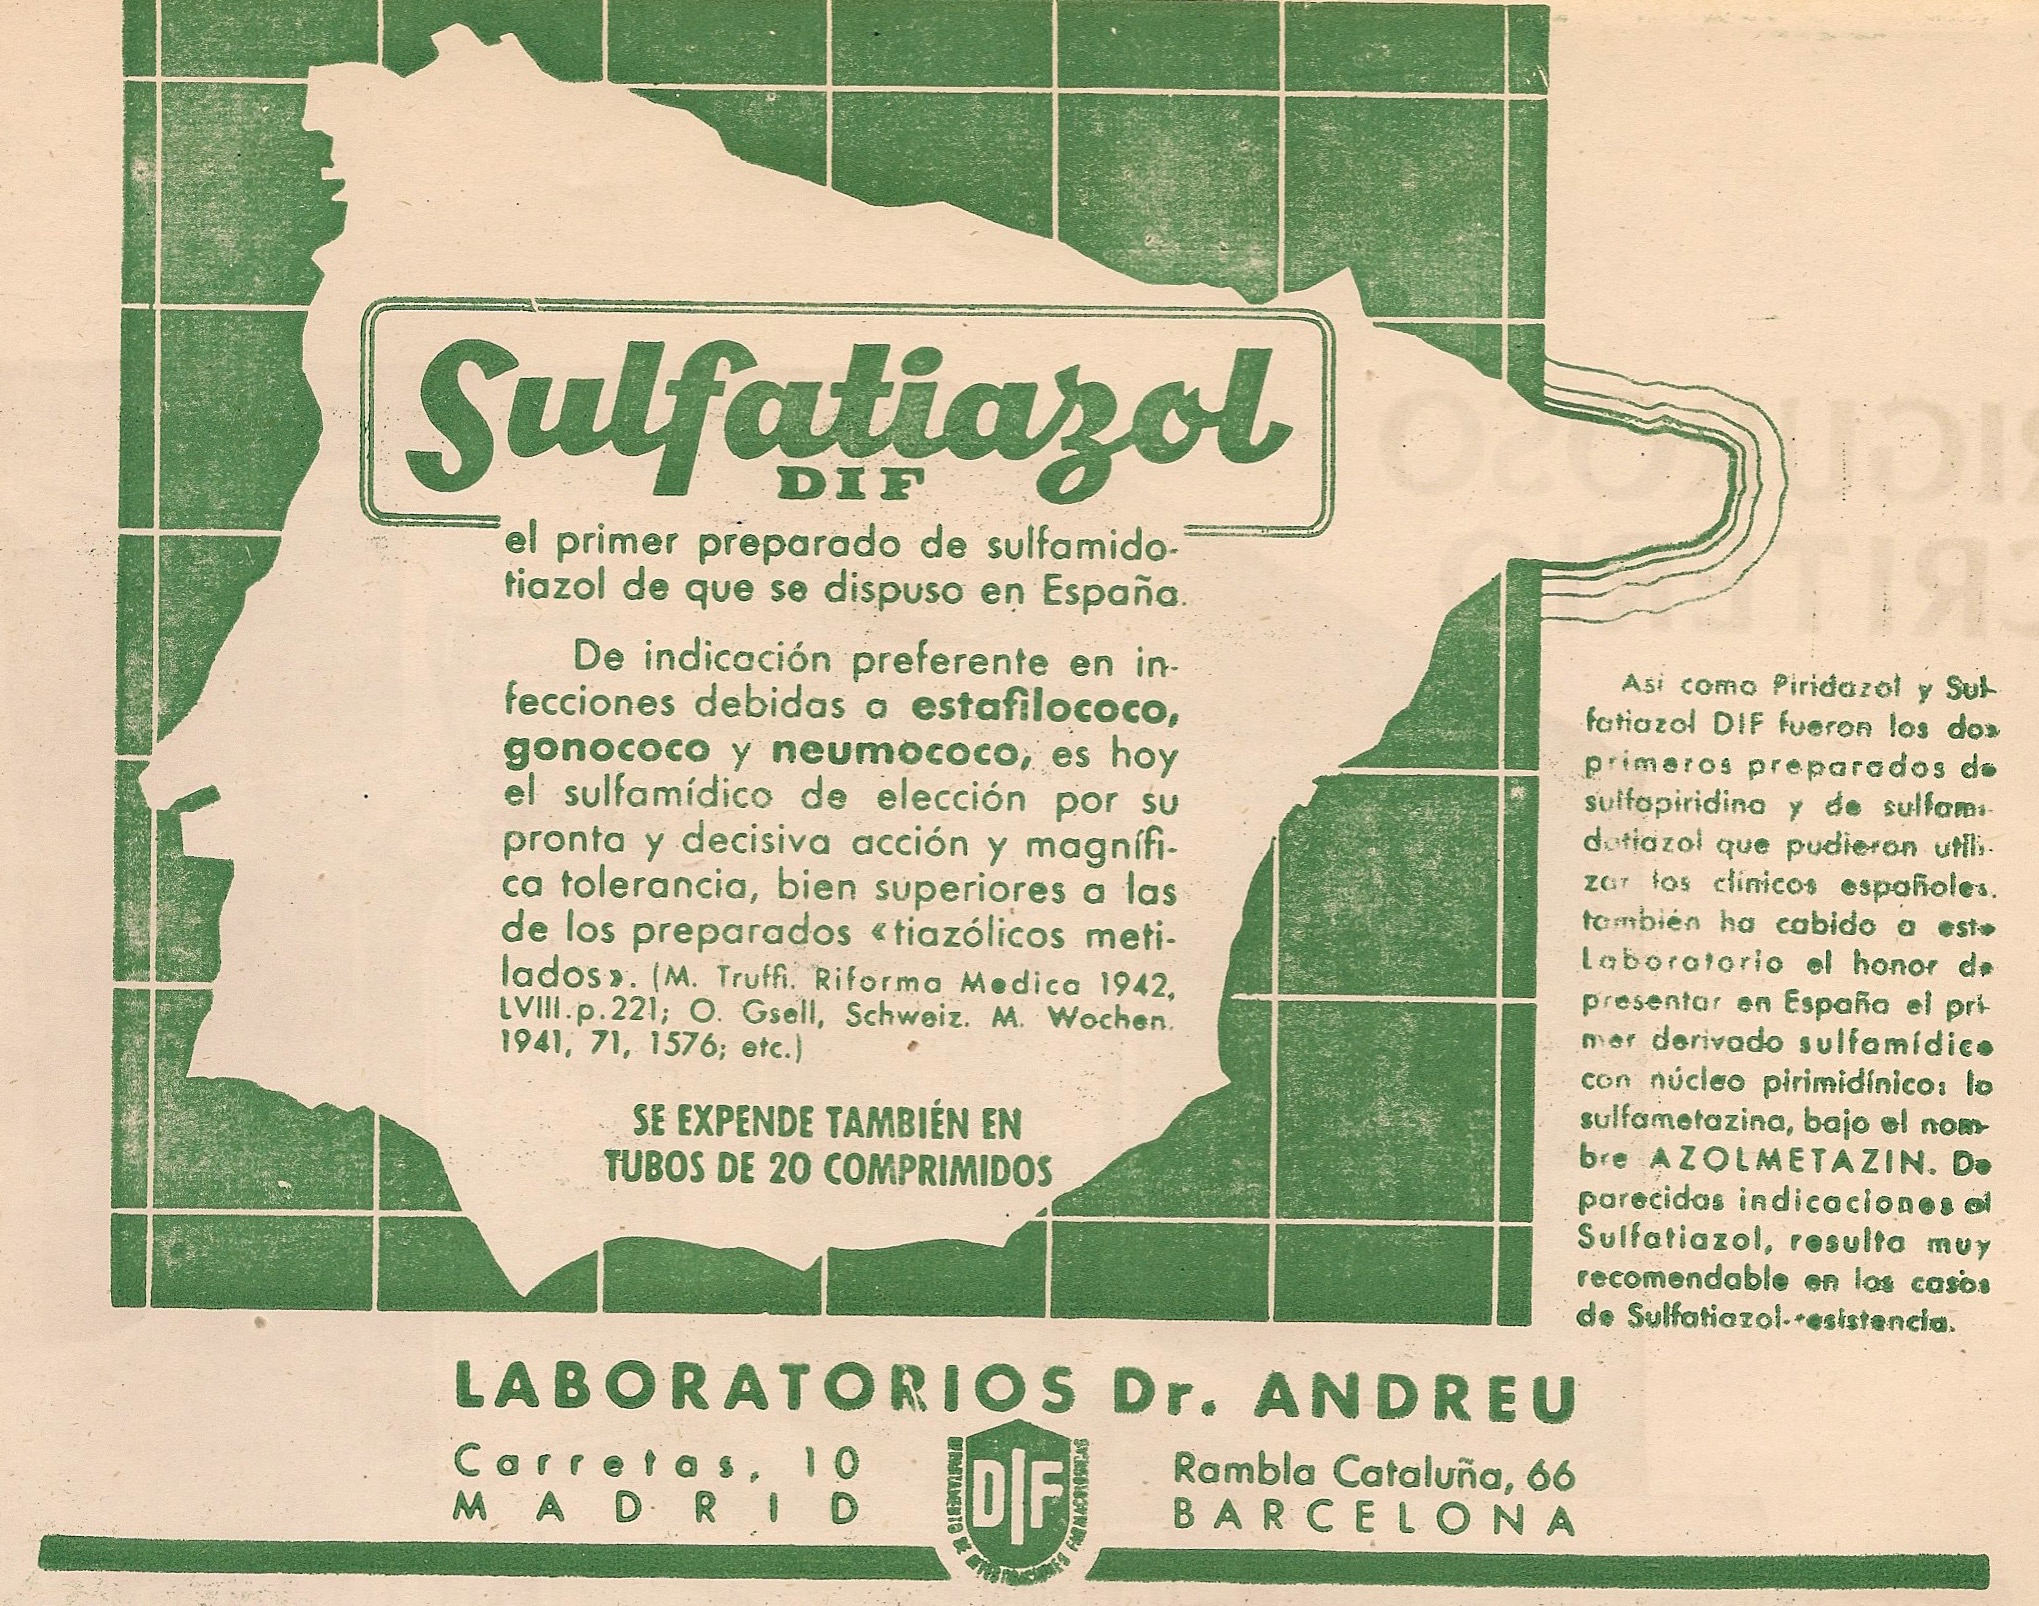 Sulfatiazol
DIF
el primer preparado de sulfamido-
tiazol de que se dispuso en España.
De indicación preferente en in-
fecciones debidas a estafilococo,
gonococo y neumococo, es hoy
el sulfamídico de elección por su
pronta y decisiva acción y magnífi-
ca tolerancia, bien superiores a las
de los preparados «tiazólicos meti-
lados». (M. Truffi. Riforma Medica 1942,
LVIII.p.221; O. Gsell, Schweiz. M. Wochen.
1941, 71, 1576; etc.)
SE EXPENDE TAMBIÉN EN
TUBOS DE 20 COMPRIMIDOS
Así como Piridazol y Sul-
fatiazol DIF fueron los dos
primeros preparados de
sulfapiridina y de sulfami-
dotiazol que pudieron utili-
zar los clínicos españoles,
también ha cabido a este
Laboratorio el honor de
presentar en España el pri-
mer derivado sulfamídico
con núcleo pirimidínico: la
sulfametazina, bajo el nom-
bre AZOLMETAZIN. De
parecidas indicaciones al
Sulfatiazol, resulta muy
recomendable en los casos
de Sulfatiazol-resistencia.
LABORATORIOS Dr. ANDREU
Carretas, 10
MADRID
DIF
DEPARTAMENTO DE INVESTIGACIONES FARMACOLOGICAS
Rambla Cataluña, 66
BARCELONA